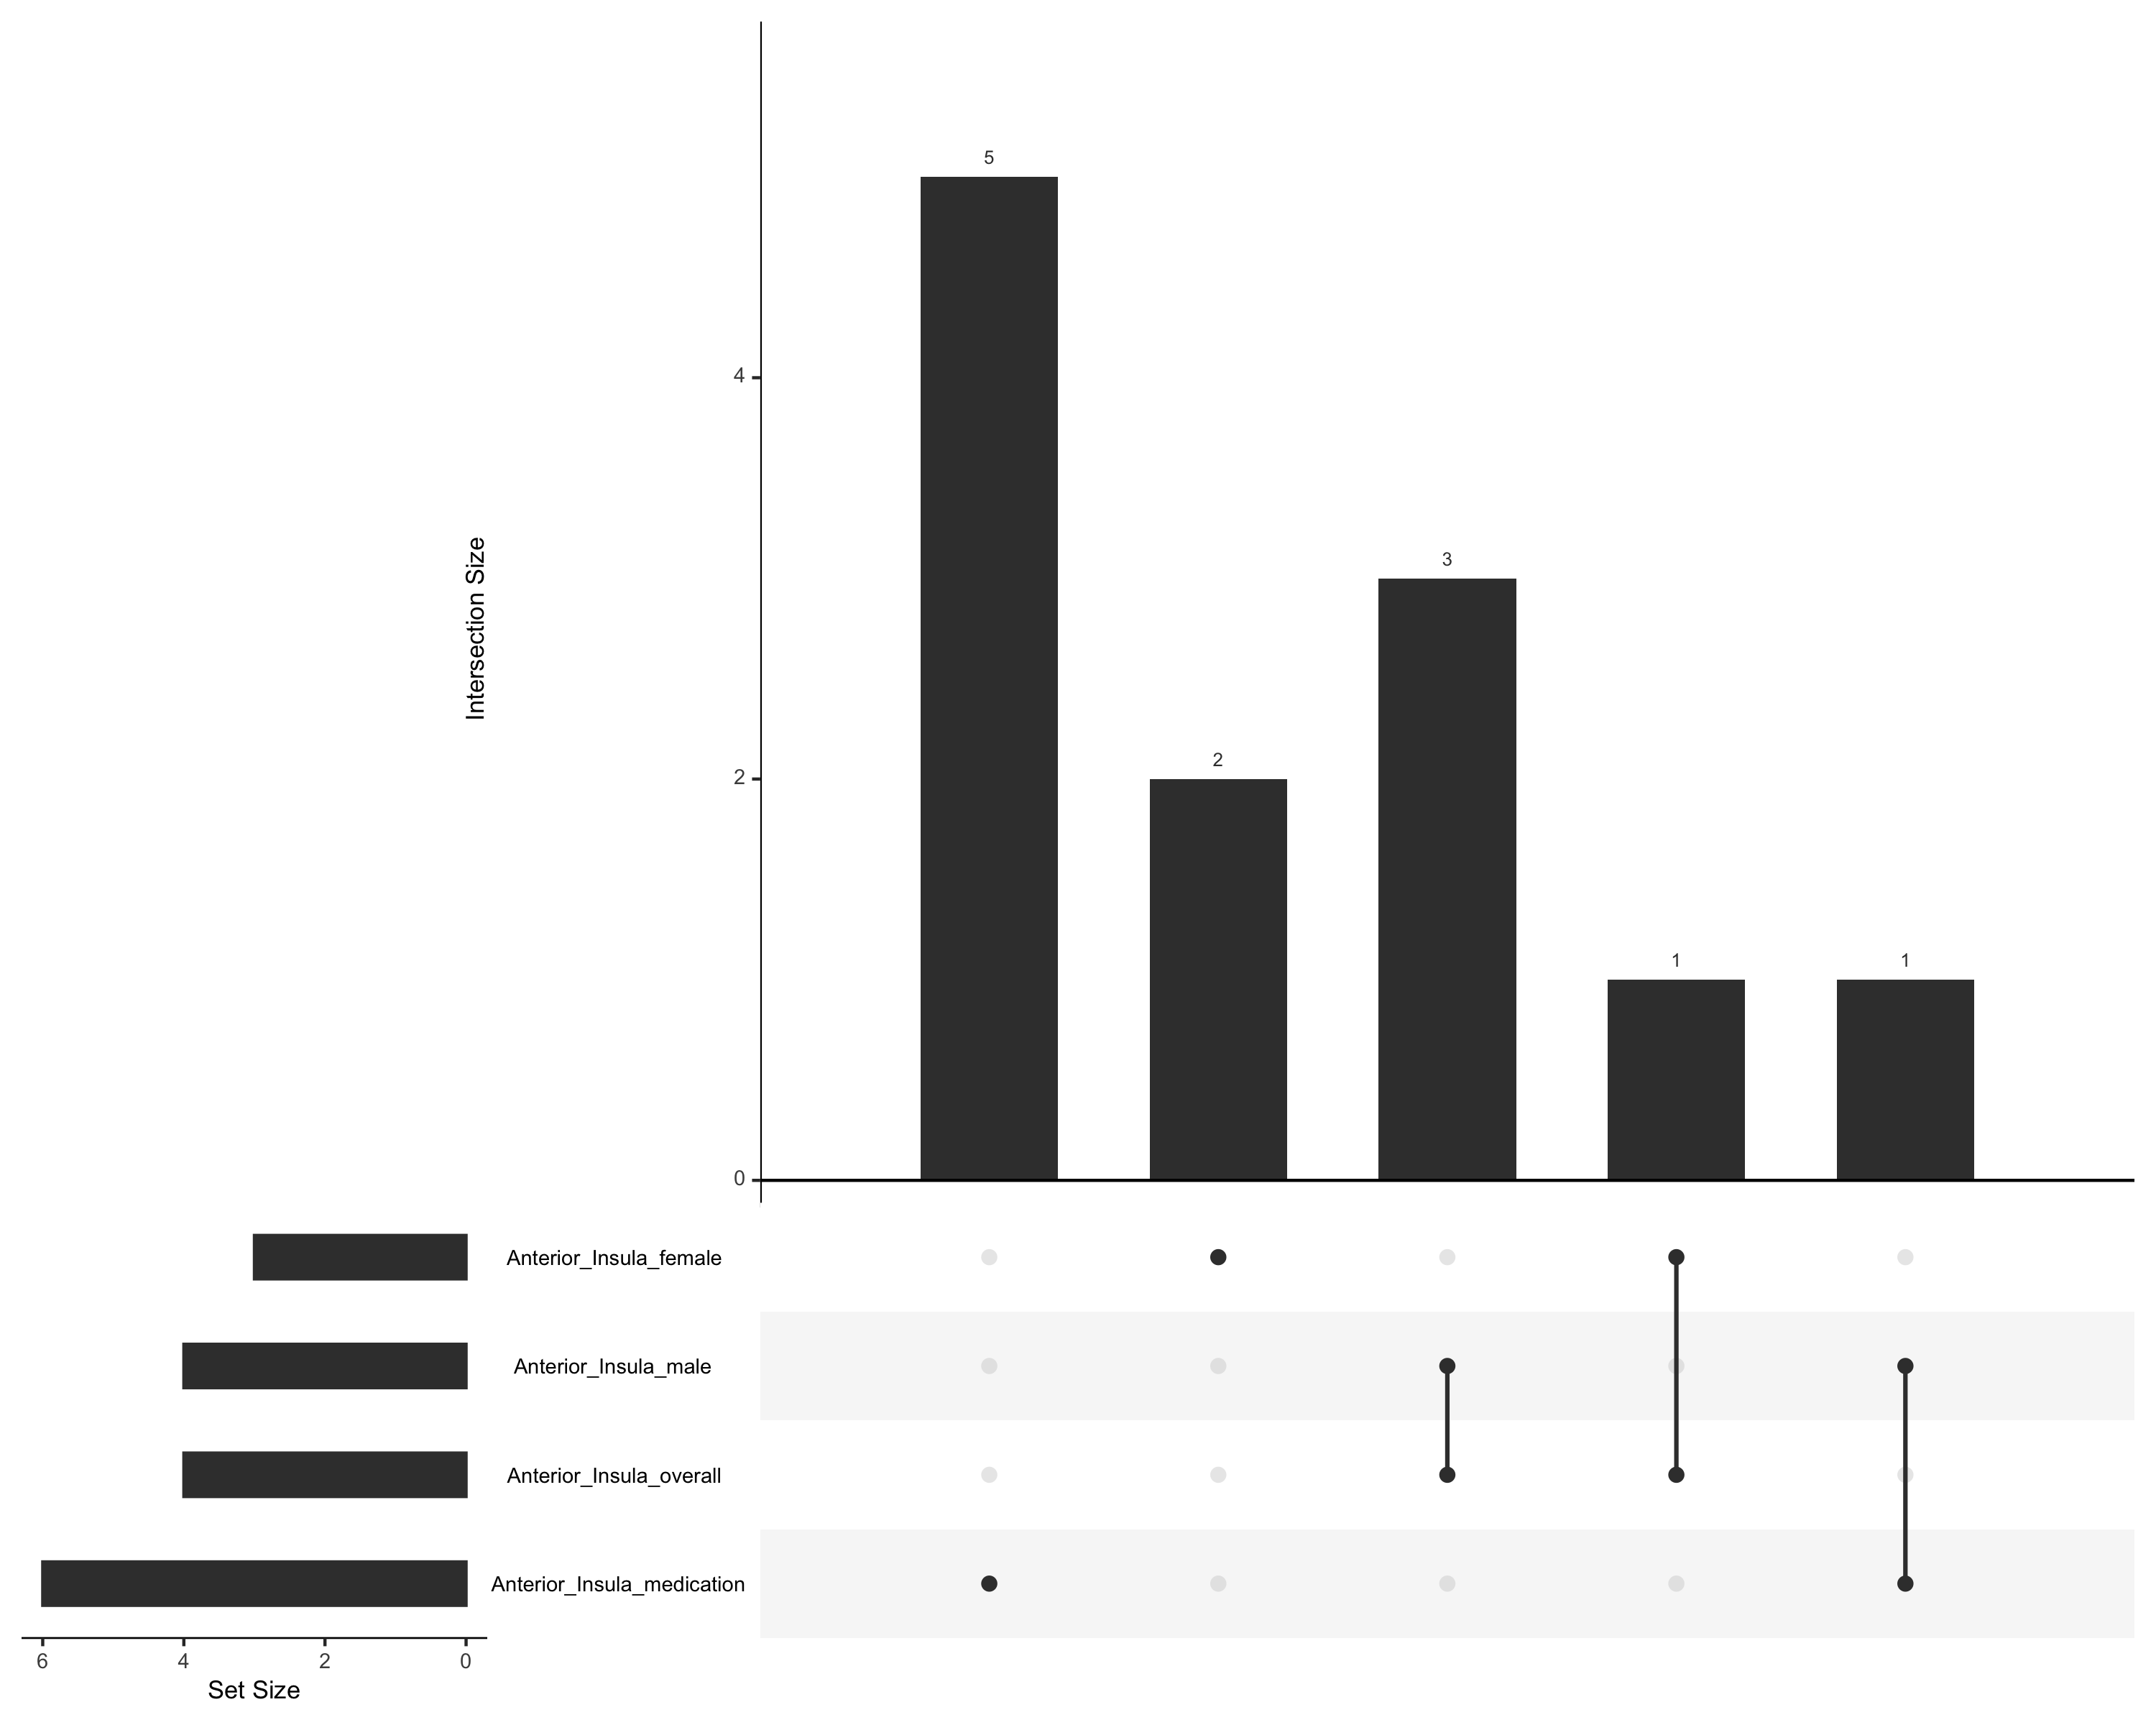 5
4
3
Intersection Size
2
2
1
1
0
Anterior_Insula_female
Anterior_Insula_male
Anterior_Insula_overall
Anterior_Insula_medication
6 4 2 0
Set Size